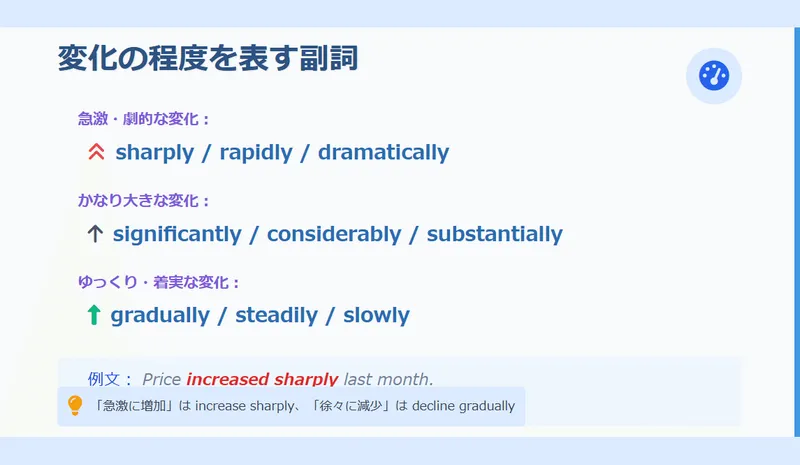 変化の程度を表す副詞
急激・劇的な変化：
sharply / rapidly / dramatically
かなり大きな変化：
significantly / considerably / substantially
ゆっくり・着実な変化：
gradually / steadily / slowly
例文： Price increased sharply last month.
「急激に増加」は increase sharply、「徐々に減少」は decline gradually